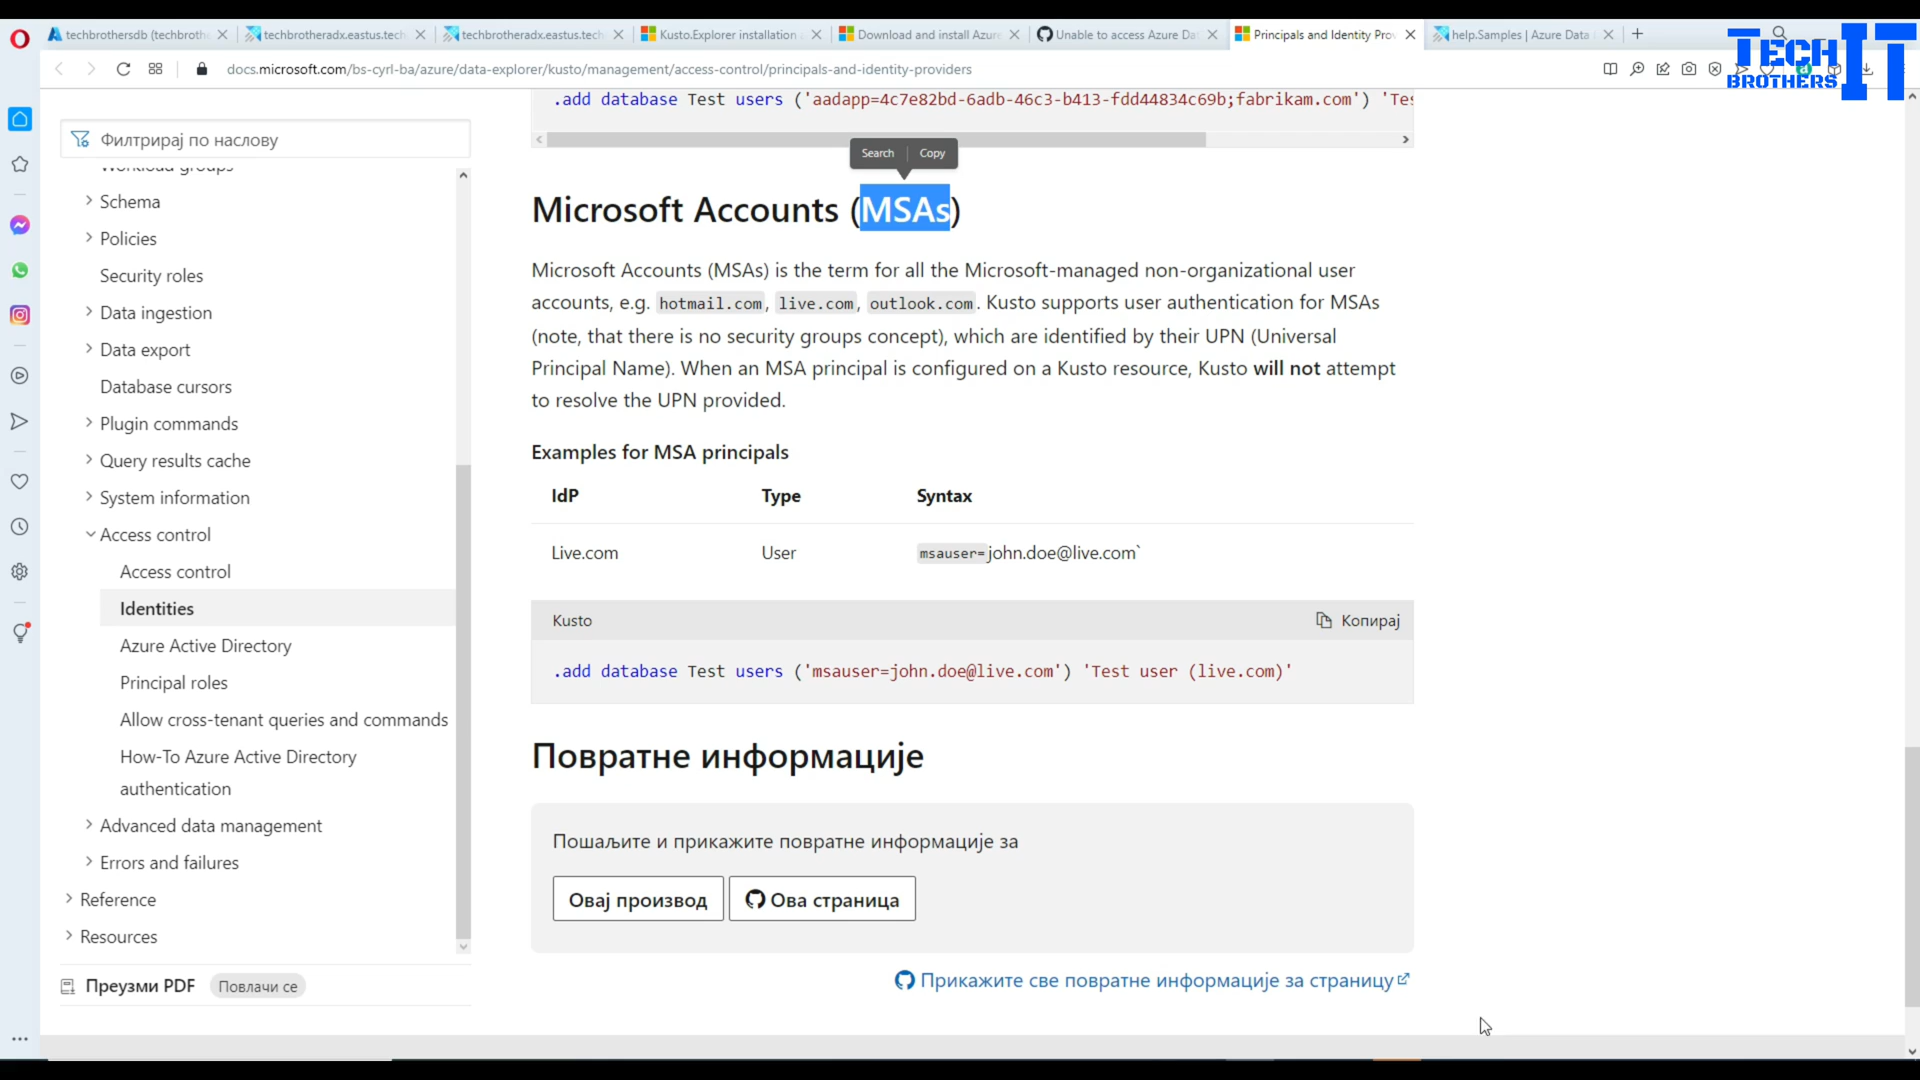 techbrothersdb (techbrothe
techbrotheradx.eastus.tech
techbrotheradx.eastus.tech
Kusto.Explorer installation
Download and install Azure
Unable to access Azure Da
Principals and Identity Pro
help.Samples | Azure Data
TECH
BROTHERS
IT
docs.microsoft.com/bs-cyrl-ba/azure/data-explorer/kusto/management/access-control/principals-and-identity-providers
Филтрирај по наслову
Workload groups
Schema
Policies
Security roles
Data ingestion
Data export
Database cursors
Plugin commands
Query results cache
System information
Access control
Access control
Identities
Azure Active Directory
Principal roles
Allow cross-tenant queries and commands
How-To Azure Active Directory
authentication
Advanced data management
Errors and failures
Reference
Resources
Преузми PDF
Повлачи се
.add database Test users ('aadapp=4c7e82bd-6adb-46c3-b413-fdd44834c69b;fabrikam.com') 'Tes
Search
Copy
Microsoft Accounts (MSAs)
Microsoft Accounts (MSAs) is the term for all the Microsoft-managed non-organizational user
accounts, e.g. hotmail.com, live.com, outlook.com. Kusto supports user authentication for MSAs
(note, that there is no security groups concept), which are identified by their UPN (Universal
Principal Name). When an MSA principal is configured on a Kusto resource, Kusto will not attempt
to resolve the UPN provided.
Examples for MSA principals
IdP Type Syntax
Live.com User msauser=john.doe@live.com`
Kusto
Копирај
.add database Test users ('msauser=john.doe@live.com') 'Test user (live.com)'
Повратне информације
Пошаљите и прикажите повратне информације за
Овај производ
Ова страница
Прикажите све повратне информације за страницу